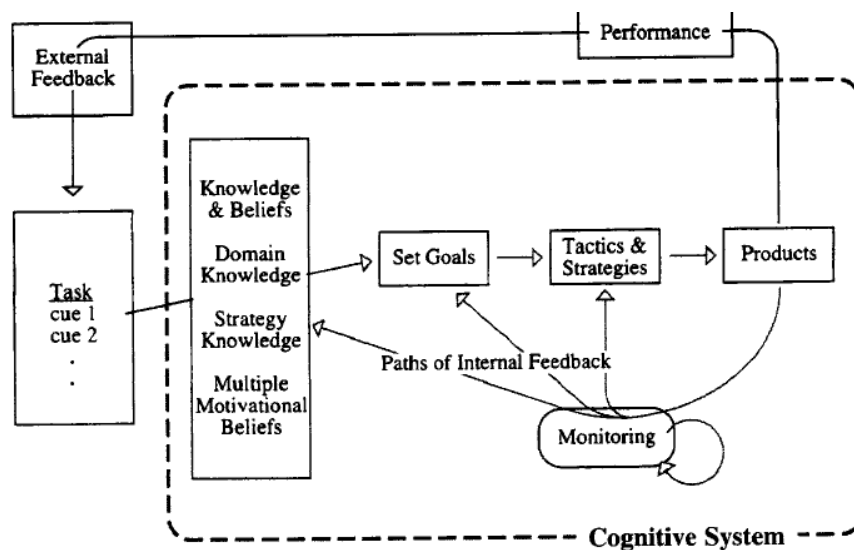 Performance
External
Feedback
Knowledge
& Beliefs
Domain
Knowledge
Strategy
Knowledge
Multiple
Motivational
Beliefs
Task
cue 1
cue 2
.
.
Set Goals
Tactics &
Strategies
Products
Paths of Internal Feedback
Monitoring
Cognitive System